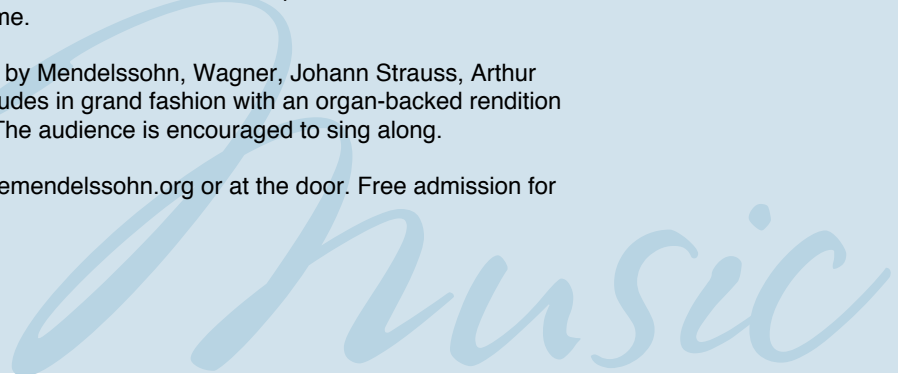 me.
by Mendelssohn, Wagner, Johann Strauss, Arthur
udes in grand fashion with an organ-backed rendition
The audience is encouraged to sing along.
emendelssohn.org or at the door. Free admission for
Music